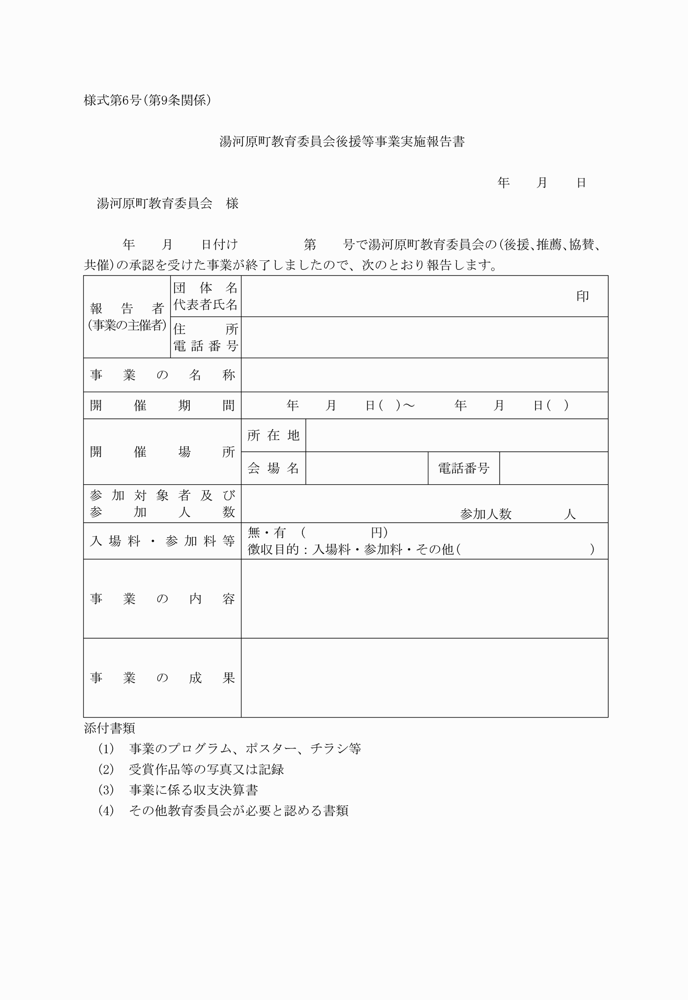 様式第6号(第9条関係)
湯河原町教育委員会後援等事業実施報告書
年　　月　　日
湯河原町教育委員会　様
年　　月　　日付け　　　　　第　　号で湯河原町教育委員会の(後援、推薦、協賛、
共催)の承認を受けた事業が終了しましたので、次のとおり報告します。
報　告　者
(事業の主催者)
団　体　名
代表者氏名
印
住　　　所
電話番号
事業の名称
開催期間
年　　月　　日(　)～　　　年　　月　　日(　)
開催場所
所在地
会場名
電話番号
参加対象者及び
参加人数
参加人数　　　　人
入場料・参加料等
無・有　(　　　　　円)
徴収目的：入場料・参加料・その他(　　　　　　　　　　)
事業の内容
事業の成果
添付書類
(1)　事業のプログラム、ポスター、チラシ等
(2)　受賞作品等の写真又は記録
(3)　事業に係る収支決算書
(4)　その他教育委員会が必要と認める書類